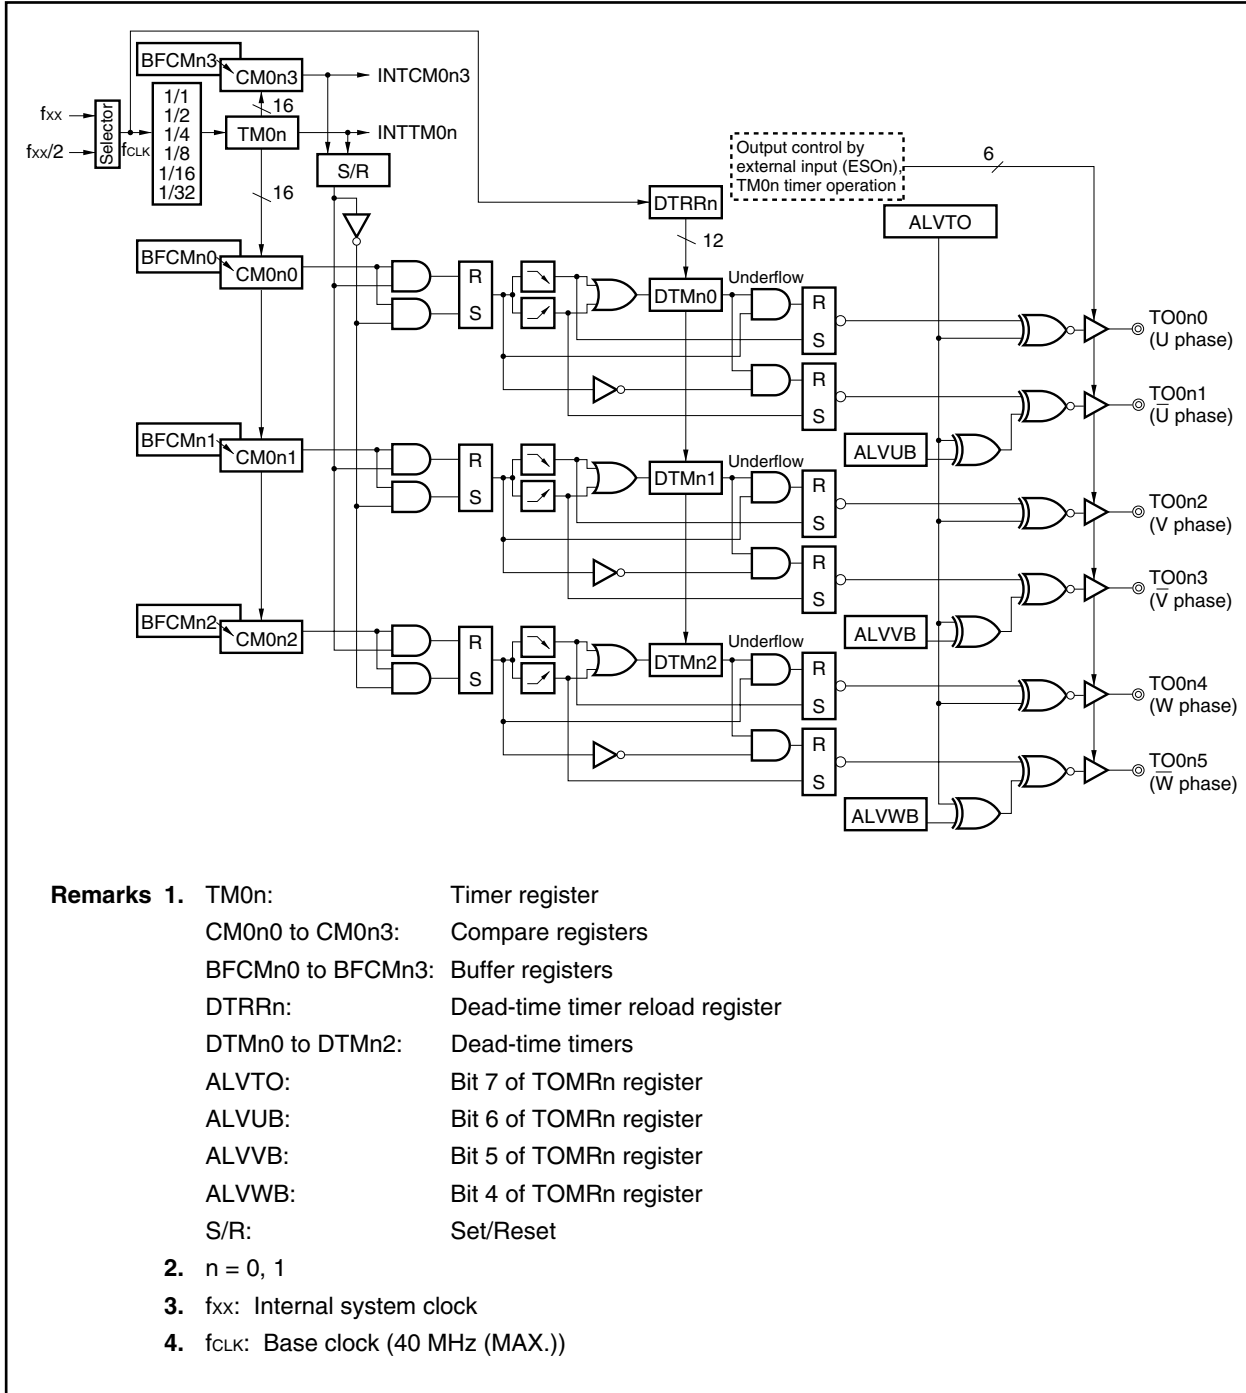 BFCMn3
CM0n3
INTCM0n3
fXX
fXX/2
Selector
fCLK
1/1
1/2
1/4
1/8
1/16
1/32
16
TM0n
INTTM0n
S/R
16
Output control by
external input (ESOn),
TM0n timer operation
6
DTRRn
12
ALVTO
BFCMn0
CM0n0
R
S
DTMn0
Underflow
R
S
R
S
TO0n0
(U phase)
TO0n1
(U̅ phase)
ALVUB
BFCMn1
CM0n1
R
S
DTMn1
Underflow
R
S
R
S
TO0n2
(V phase)
TO0n3
(V̅ phase)
ALVVB
BFCMn2
CM0n2
R
S
DTMn2
Underflow
R
S
R
S
TO0n4
(W phase)
TO0n5
(W̅ phase)
ALVWB
Remarks 1. TM0n: Timer register
CM0n0 to CM0n3: Compare registers
BFCMn0 to BFCMn3: Buffer registers
DTRRn: Dead-time timer reload register
DTMn0 to DTMn2: Dead-time timers
ALVTO: Bit 7 of TOMRn register
ALVUB: Bit 6 of TOMRn register
ALVVB: Bit 5 of TOMRn register
ALVWB: Bit 4 of TOMRn register
S/R: Set/Reset
2. n = 0, 1
3. fXX: Internal system clock
4. fCLK: Base clock (40 MHz (MAX.))